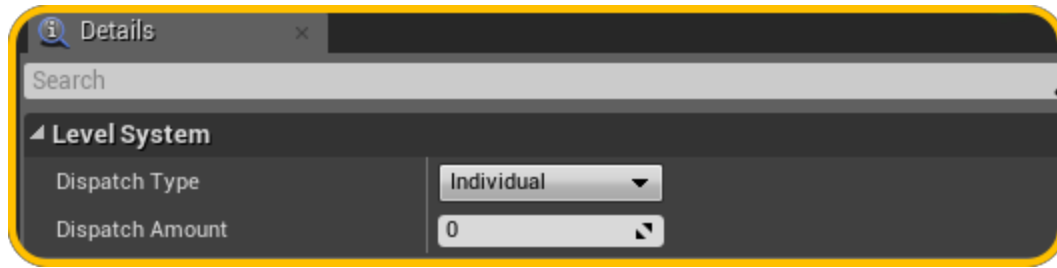 Details
Search
Level System
Dispatch Type Individual
Dispatch Amount 0